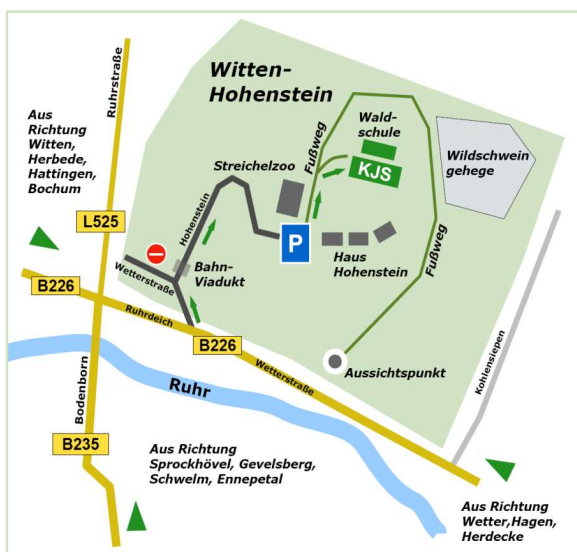 Witten-
Hohenstein
Ruhrstraße
Aus
Richtung
Witten,
Herbede,
Hattingen,
Bochum
Wald-
schule
KJS
Fußweg
Wildschwein
gehege
Streichelzoo
L525
Hohenstein
P
Haus
Hohenstein
Fußweg
Wetterstraße
Bahn-
Viadukt
B226
Ruhrdeich
B226
Wetterstraße
Aussichtspunkt
Kohlensiepen
Ruhr
Bodenborn
B235
Aus Richtung
Sprockhövel, Gevelsberg,
Schwelm, Ennepetal
Aus Richtung
Wetter,Hagen,
Herdecke